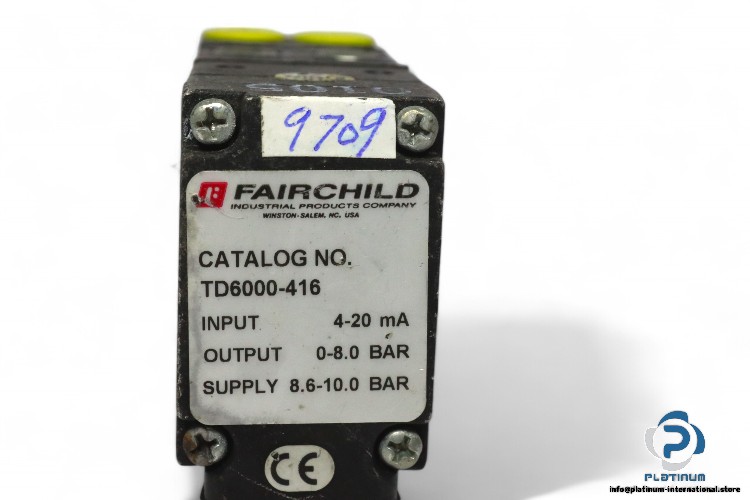 9709
FAIRCHILD
INDUSTRIAL PRODUCTS COMPANY
WINSTON-SALEM, NC, USA
CATALOG NO.
TD6000-416
INPUT 4-20 mA
OUTPUT 0-8.0 BAR
SUPPLY 8.6-10.0 BAR
CE
PLATINUM
info@platinum-international.store